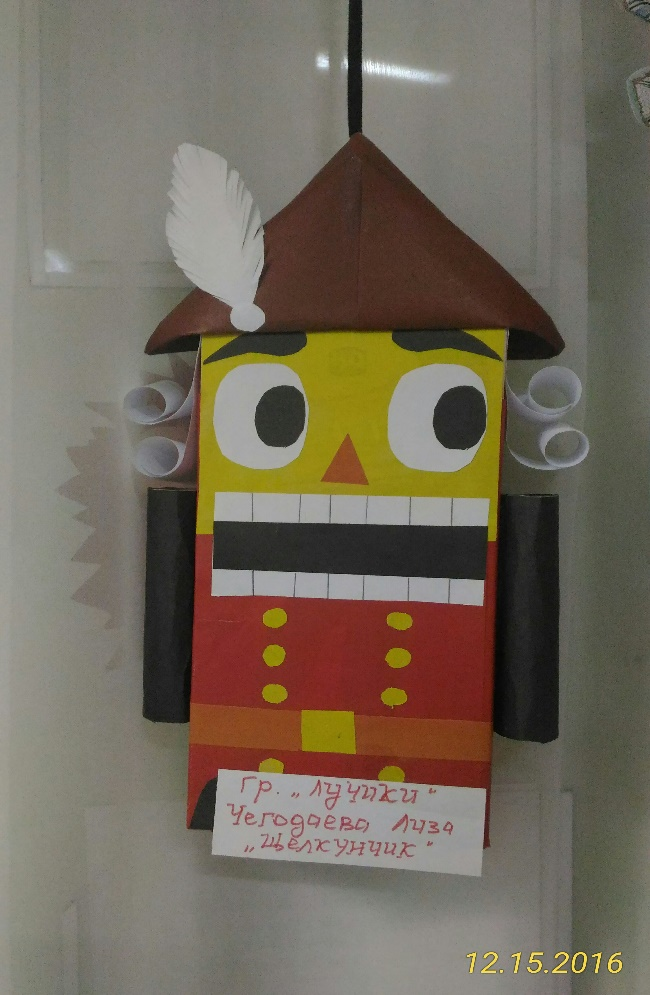 гр. „Лучики“
Чегодаева Лиза
„Щелкунчик“
12.15.2016